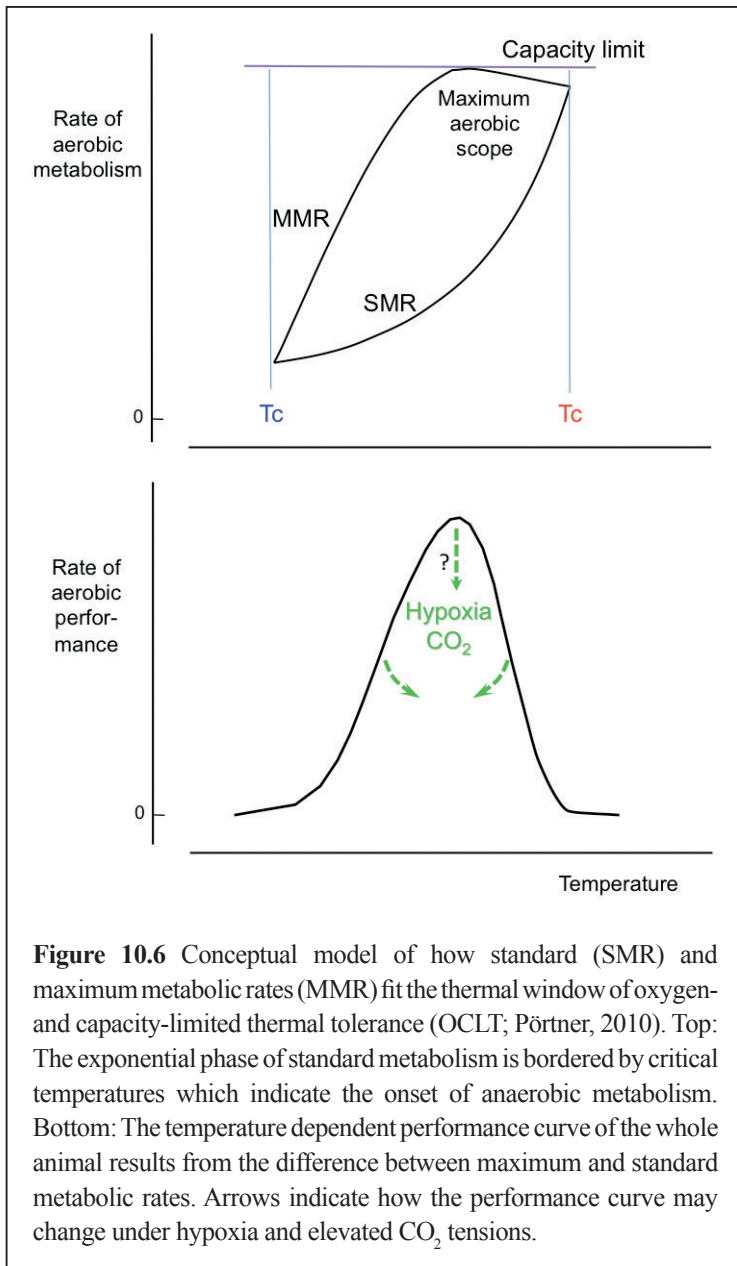 Capacity limit
Rate of
aerobic
metabolism
Maximum
aerobic
scope
MMR
SMR
0
Tc
Tc
Rate of
aerobic
perfor-
mance
?
Hypoxia
CO₂
0
Temperature
Figure 10.6 Conceptual model of how standard (SMR) and
maximum metabolic rates (MMR) fit the thermal window of oxygen-
and capacity-limited thermal tolerance (OCLT; Pörtner, 2010). Top:
The exponential phase of standard metabolism is bordered by critical
temperatures which indicate the onset of anaerobic metabolism.
Bottom: The temperature dependent performance curve of the whole
animal results from the difference between maximum and standard
metabolic rates. Arrows indicate how the performance curve may
change under hypoxia and elevated CO₂ tensions.